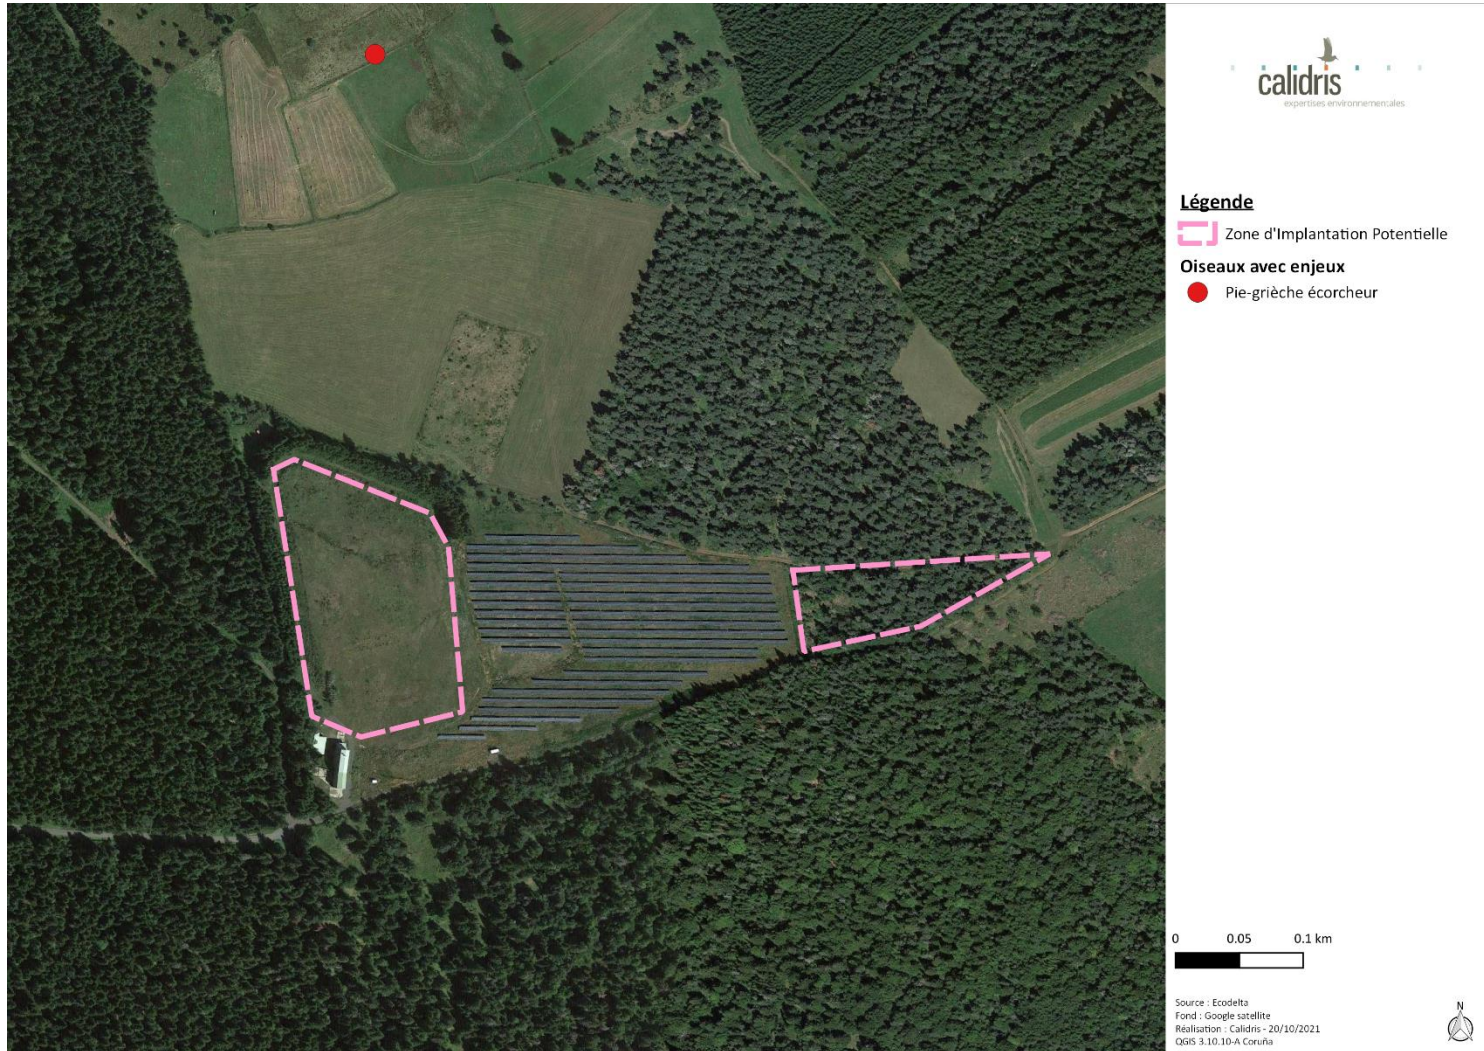 calidris
expertises environnementales
Légende
Zone d'Implantation Potentielle
Oiseaux avec enjeux
Pie-grièche écorcheur
0 0.05 0.1 km
Source : Ecodelta
Fond : Google satellite
Réalisation : Calidris - 20/10/2021
QGIS 3.10.10-A Coruña
N